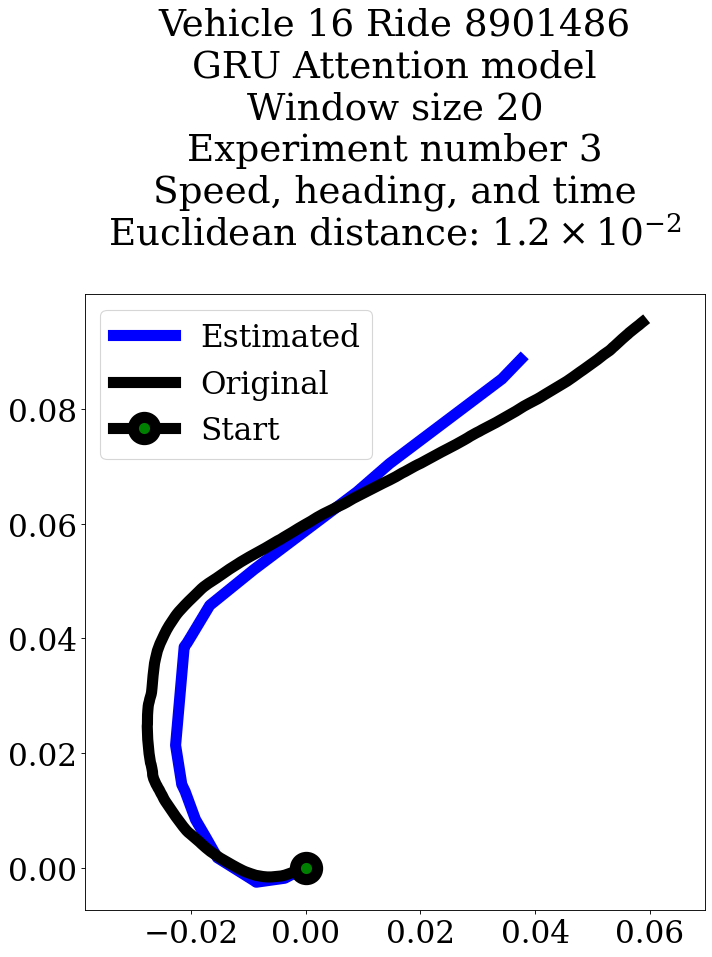 Vehicle 16 Ride 8901486
GRU Attention model
Window size 20
Experiment number 3
Speed, heading, and time
Euclidean distance: 1.2 × 10⁻²
Estimated
Original
Start
0.08
0.06
0.04
0.02
0.00
−0.02 0.00 0.02 0.04 0.06